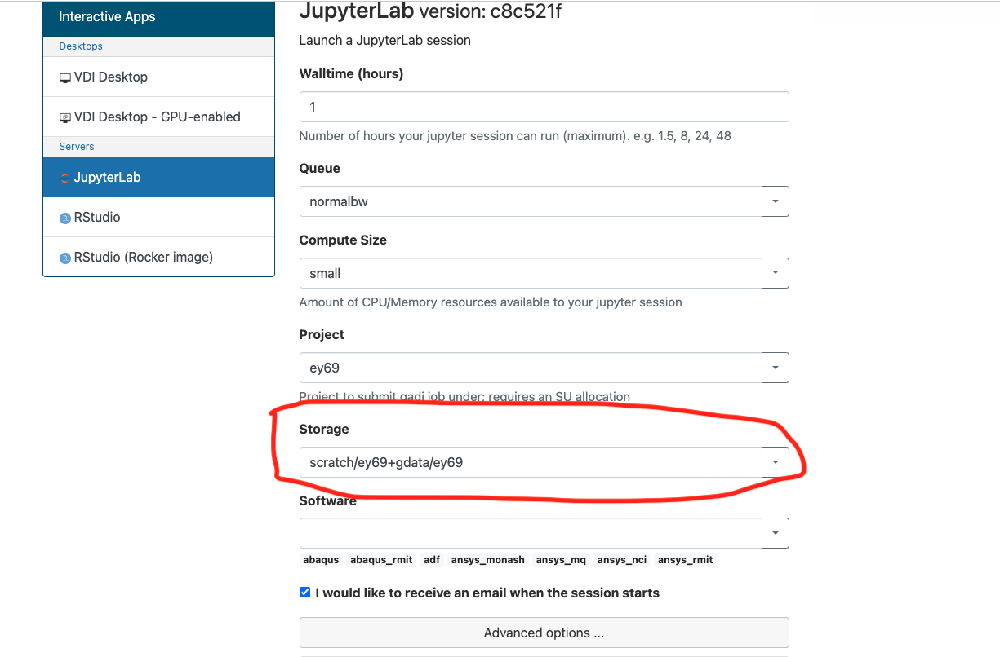 Interactive Apps
Desktops
VDI Desktop
VDI Desktop - GPU-enabled
Servers
JupyterLab
RStudio
RStudio (Rocker image)
JupyterLab version: c8c521f
Launch a JupyterLab session
Walltime (hours)
1
Number of hours your jupyter session can run (maximum). e.g. 1.5, 8, 24, 48
Queue
normalbw
Compute Size
small
Amount of CPU/Memory resources available to your jupyter session
Project
ey69
Project to submit gadi job under; requires an SU allocation
Storage
scratch/ey69+gdata/ey69
Software
abaqus abaqus_rmit adf ansys_monash ansys_mq ansys_nci ansys_rmit
I would like to receive an email when the session starts
Advanced options ...